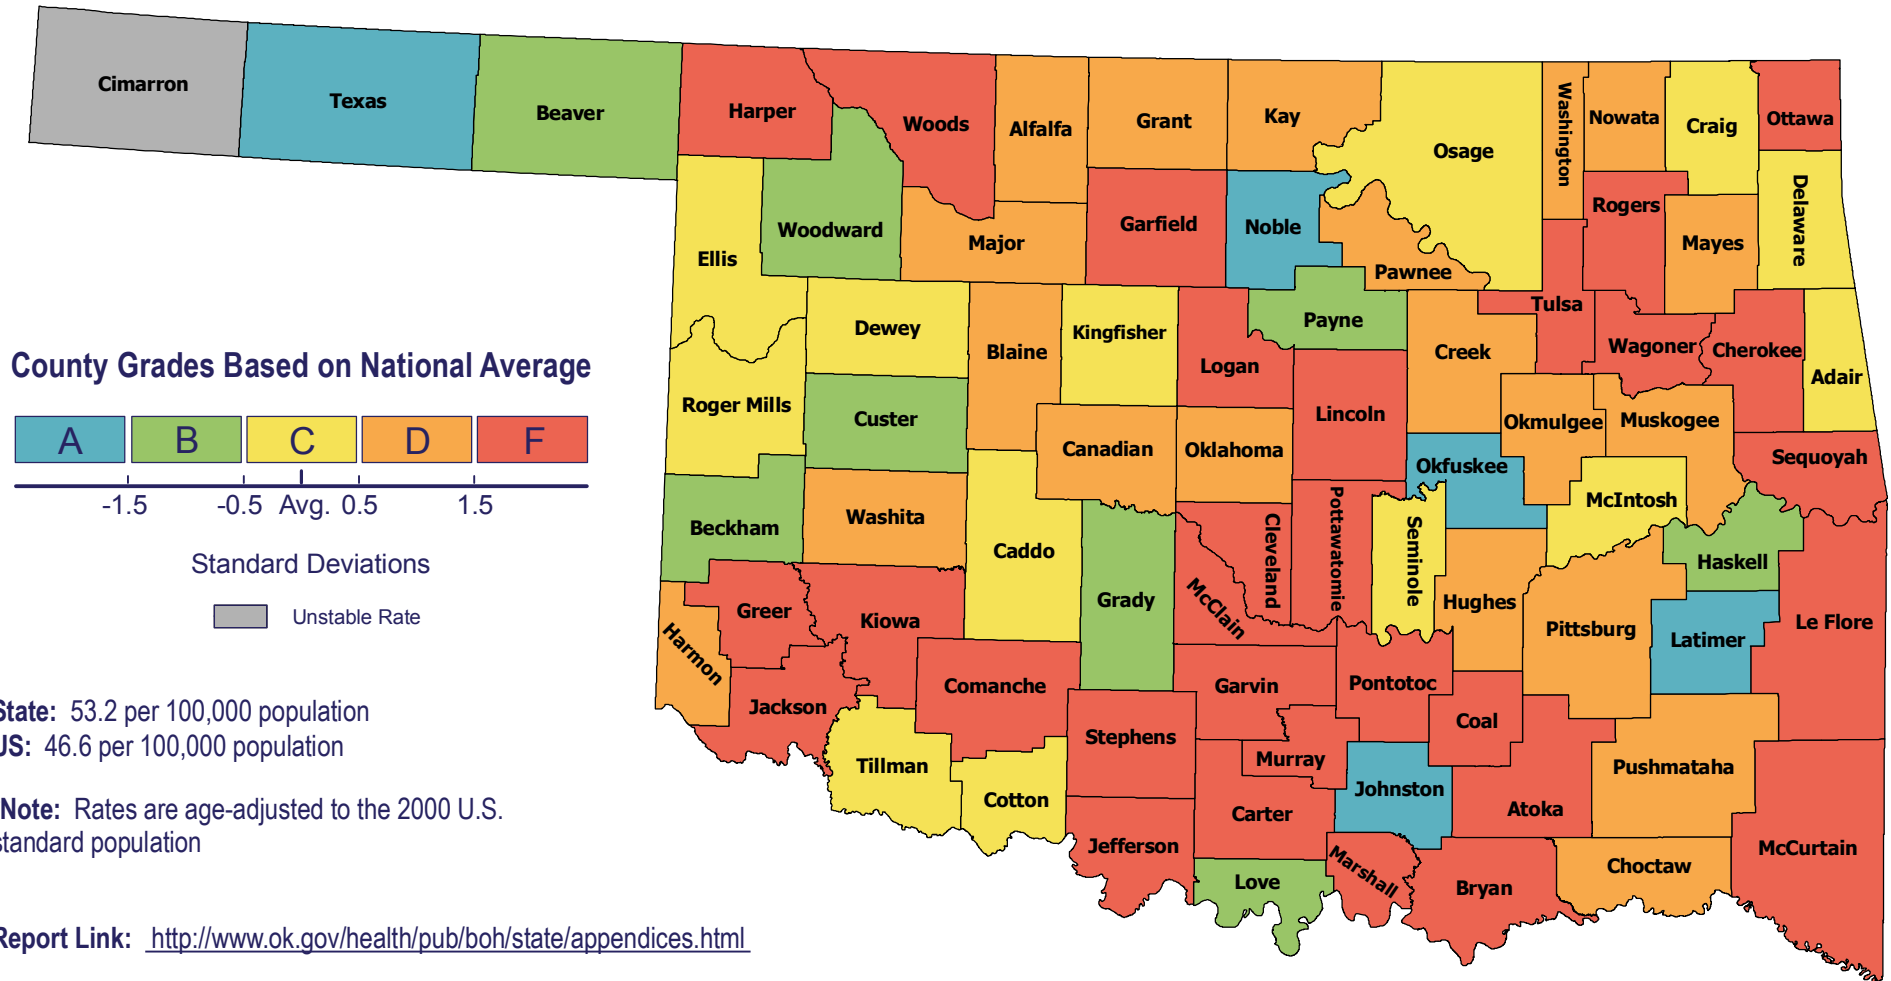 Cimarron
Texas
Beaver
Harper
Woods
Alfalfa
Grant
Kay
Osage
Washington
Nowata
Craig
Ottawa
Delaware
Rogers
Mayes
Woodward
Ellis
Major
Garfield
Noble
Pawnee
Tulsa
Payne
Dewey
Blaine
Kingfisher
Logan
Lincoln
Creek
Wagoner
Cherokee
Adair
County Grades Based on National Average
A B C D F
-1.5 -0.5 Avg. 0.5 1.5
Standard Deviations
Unstable Rate
Roger Mills
Custer
Canadian
Oklahoma
Okmulgee
Muskogee
Sequoyah
Okfuskee
McIntosh
Beckham
Washita
Caddo
Cleveland
Pottawatomie
Seminole
Haskell
Hughes
Pittsburg
Latimer
Le Flore
Grady
McClain
Greer
Kiowa
Harmon
Jackson
Comanche
Garvin
Pontotoc
Coal
Stephens
Murray
Johnston
Atoka
Pushmataha
Tillman
Cotton
Carter
Jefferson
Love
Marshall
Bryan
Choctaw
McCurtain
State: 53.2 per 100,000 population
US: 46.6 per 100,000 population
Note: Rates are age-adjusted to the 2000 U.S.
standard population
Report Link: http://www.ok.gov/health/pub/boh/state/appendices.html